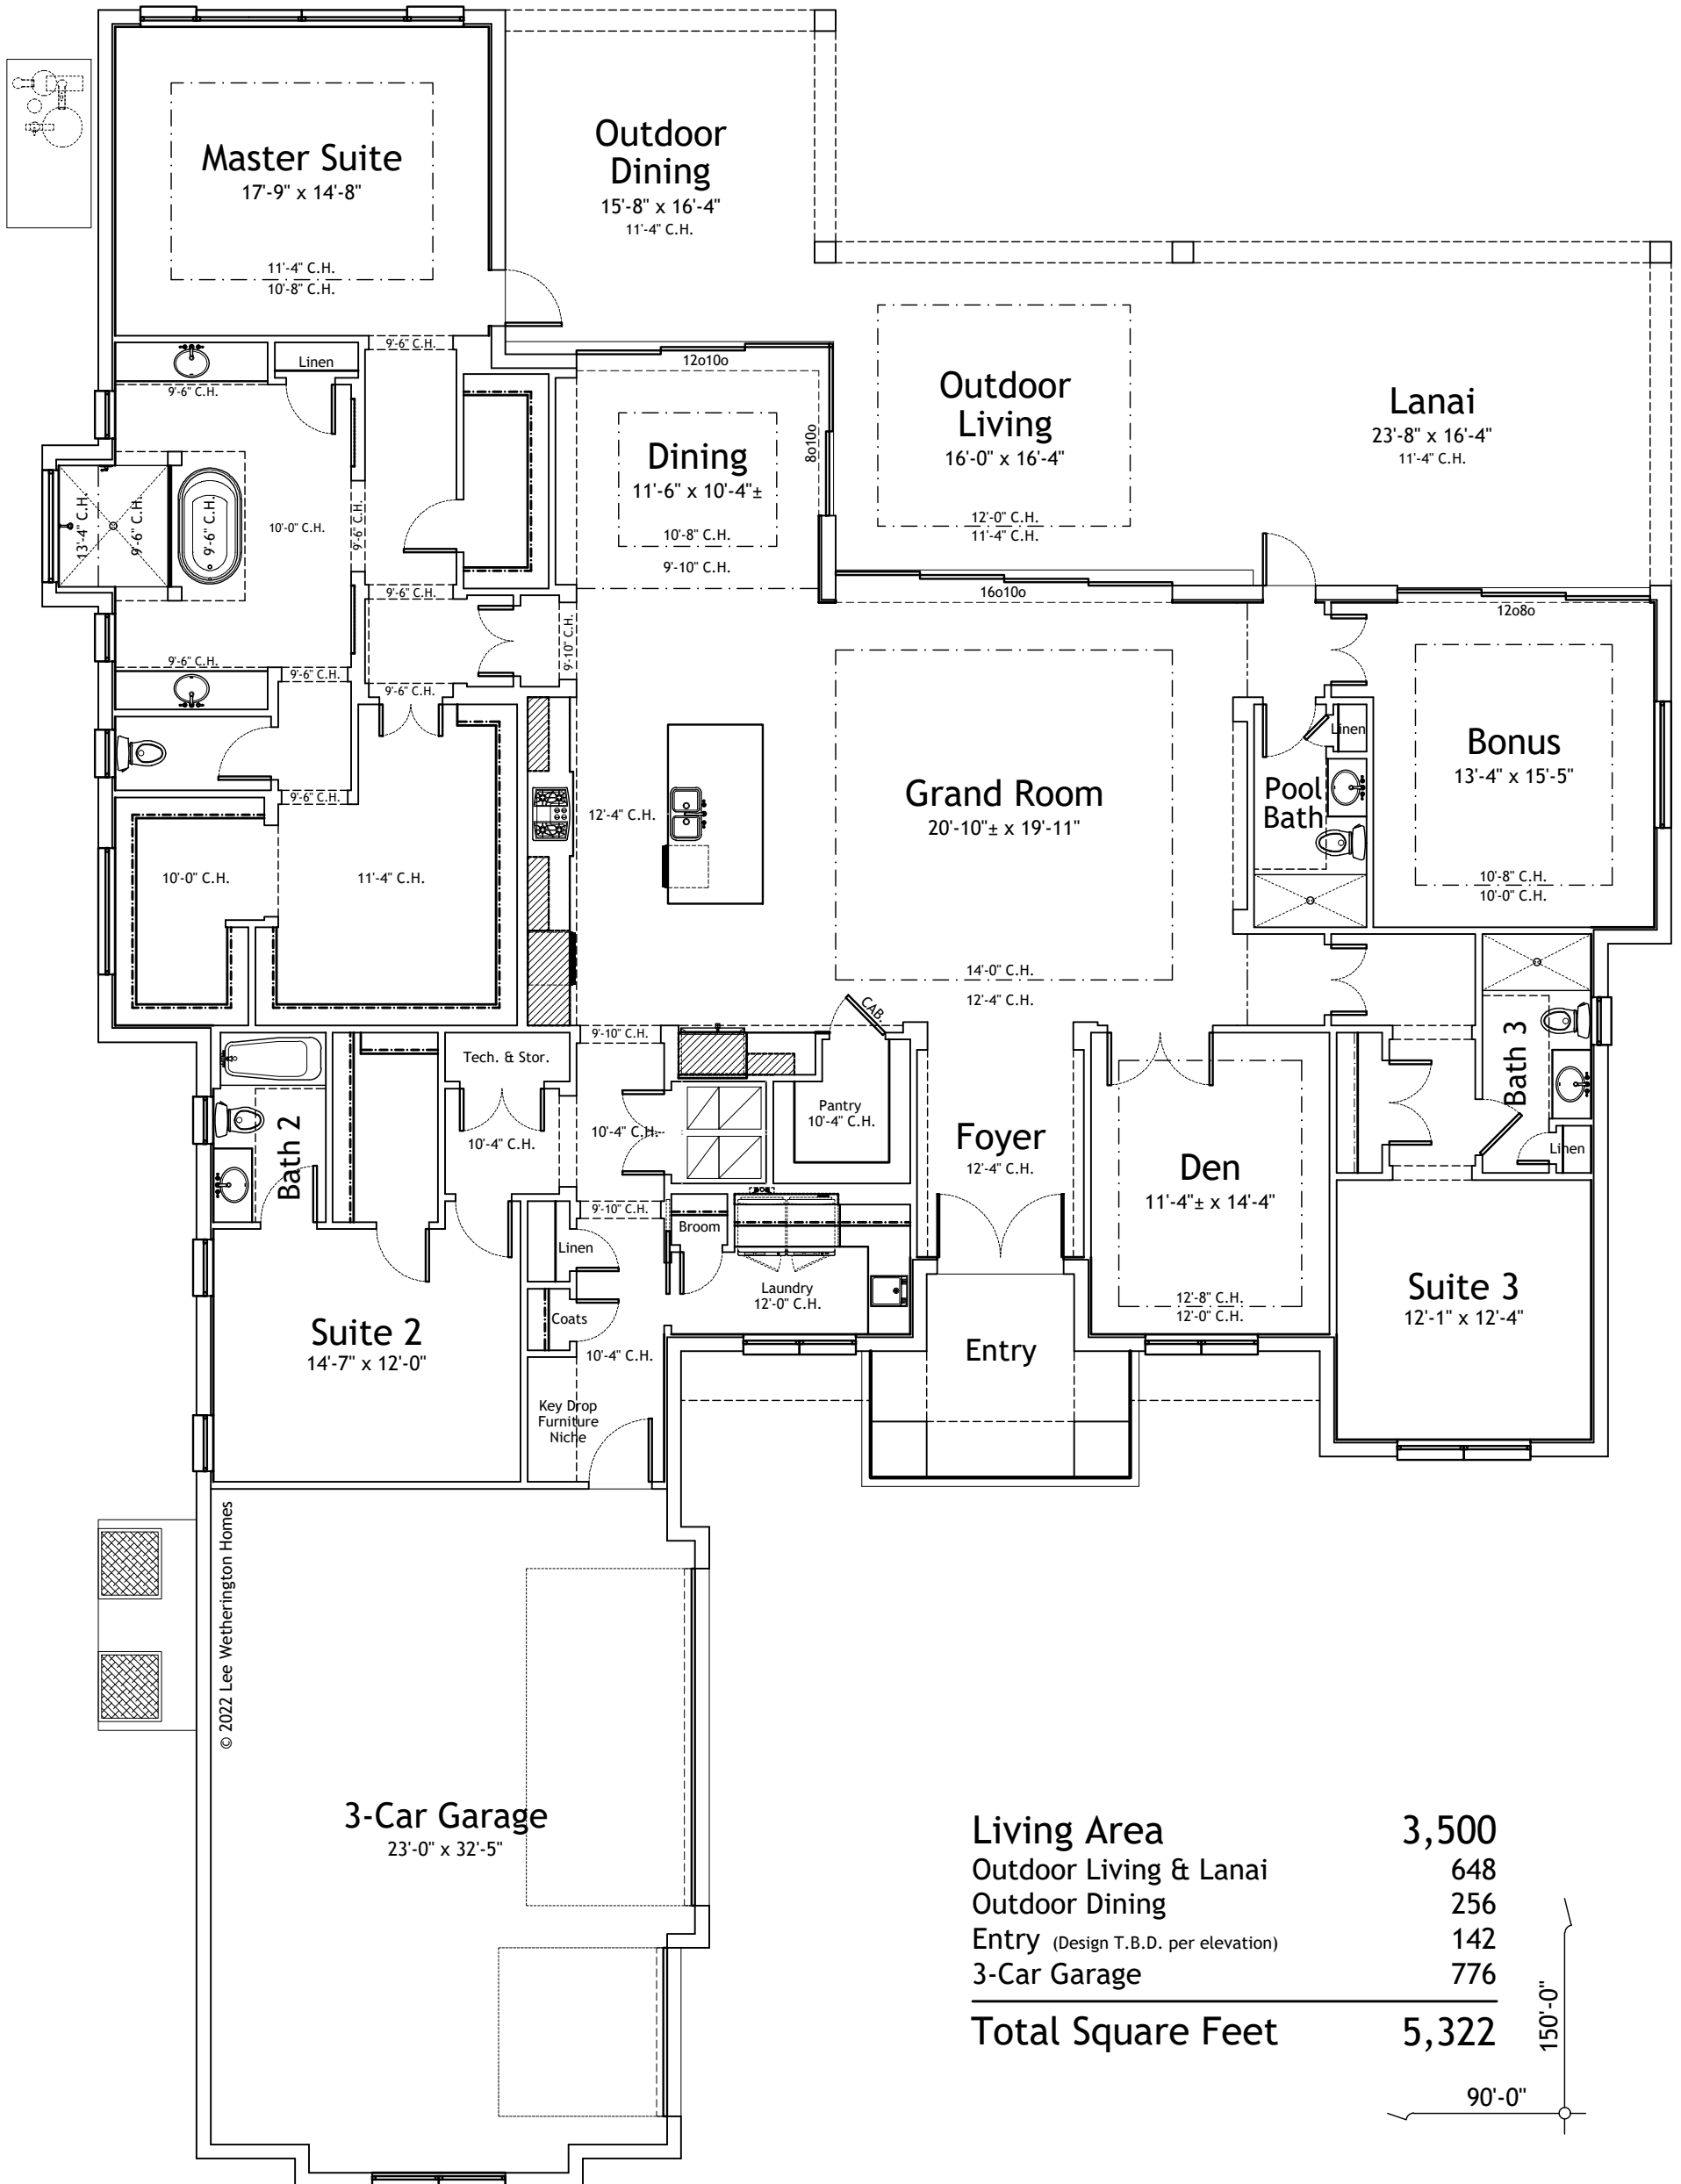 Master Suite
17'-9" x 14'-8"
11'-4" C.H.
10'-8" C.H.
Outdoor
Dining
15'-8" x 16'-4"
11'-4" C.H.
9'-6" C.H.
Linen
9'-6" C.H.
12o10o
8o10o
Dining
11'-6" x 10'-4"±
10'-8" C.H.
9'-10" C.H.
Outdoor
Living
16'-0" x 16'-4"
12'-0" C.H.
11'-4" C.H.
Lanai
23'-8" x 16'-4"
11'-4" C.H.
13'-4" C.H.
9'-6" C.H.
9'-6" C.H.
10'-0" C.H.
9'-6" C.H.
9'-6" C.H.
16o10o
12o8o
9'-10" C.H.
9'-6" C.H.
9'-6" C.H.
9'-6" C.H.
9'-6" C.H.
10'-0" C.H.
11'-4" C.H.
12'-4" C.H.
Grand Room
20'-10"± x 19'-11"
14'-0" C.H.
12'-4" C.H.
Linen
Pool
Bath
Bonus
13'-4" x 15'-5"
10'-8" C.H.
10'-0" C.H.
CAB.
9'-10" C.H.
Tech. & Stor.
10'-4" C.H.
10'-4" C.H.
Pantry
10'-4" C.H.
Bath 2
Foyer
12'-4" C.H.
Den
11'-4"± x 14'-4"
12'-8" C.H.
12'-0" C.H.
Bath 3
Linen
9'-10" C.H.
Broom
Linen
Laundry
12'-0" C.H.
Coats
10'-4" C.H.
Suite 2
14'-7" x 12'-0"
Key Drop
Furniture
Niche
Entry
Suite 3
12'-1" x 12'-4"
© 2022 Lee Wetherington Homes
3-Car Garage
23'-0" x 32'-5"
Living Area 3,500
Outdoor Living & Lanai 648
Outdoor Dining 256
Entry (Design T.B.D. per elevation) 142
3-Car Garage 776
Total Square Feet 5,322
150'-0"
90'-0"